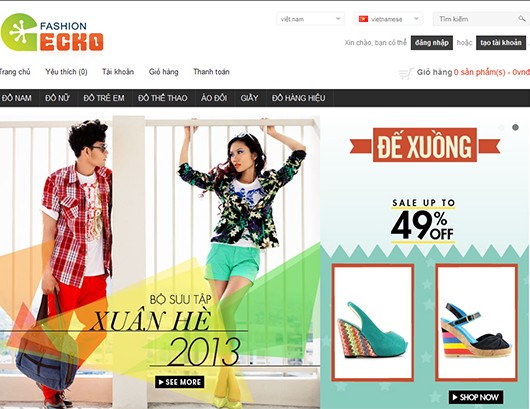 FASHION
ECKO
việt nam
vietnamese
Tìm kiếm
Xin chào, bạn có thể đăng nhập hoặc tạo tài khoản
Trang chủ Yêu thích (0) Tài khoản Giỏ hàng Thanh toán
Giỏ hàng 0 sản phẩm(s) - 0vnđ
ĐỒ NAM ĐỒ NỮ ĐỒ TRẺ EM ĐỒ THỂ THAO ÁO ĐÔI GIẦY ĐỒ HÀNG HIỆU
ĐẾ XUỒNG
SALE UP TO
49% OFF
BỘ SƯU TẬP
XUÂN HÈ
2013
SEE MORE
SHOP NOW